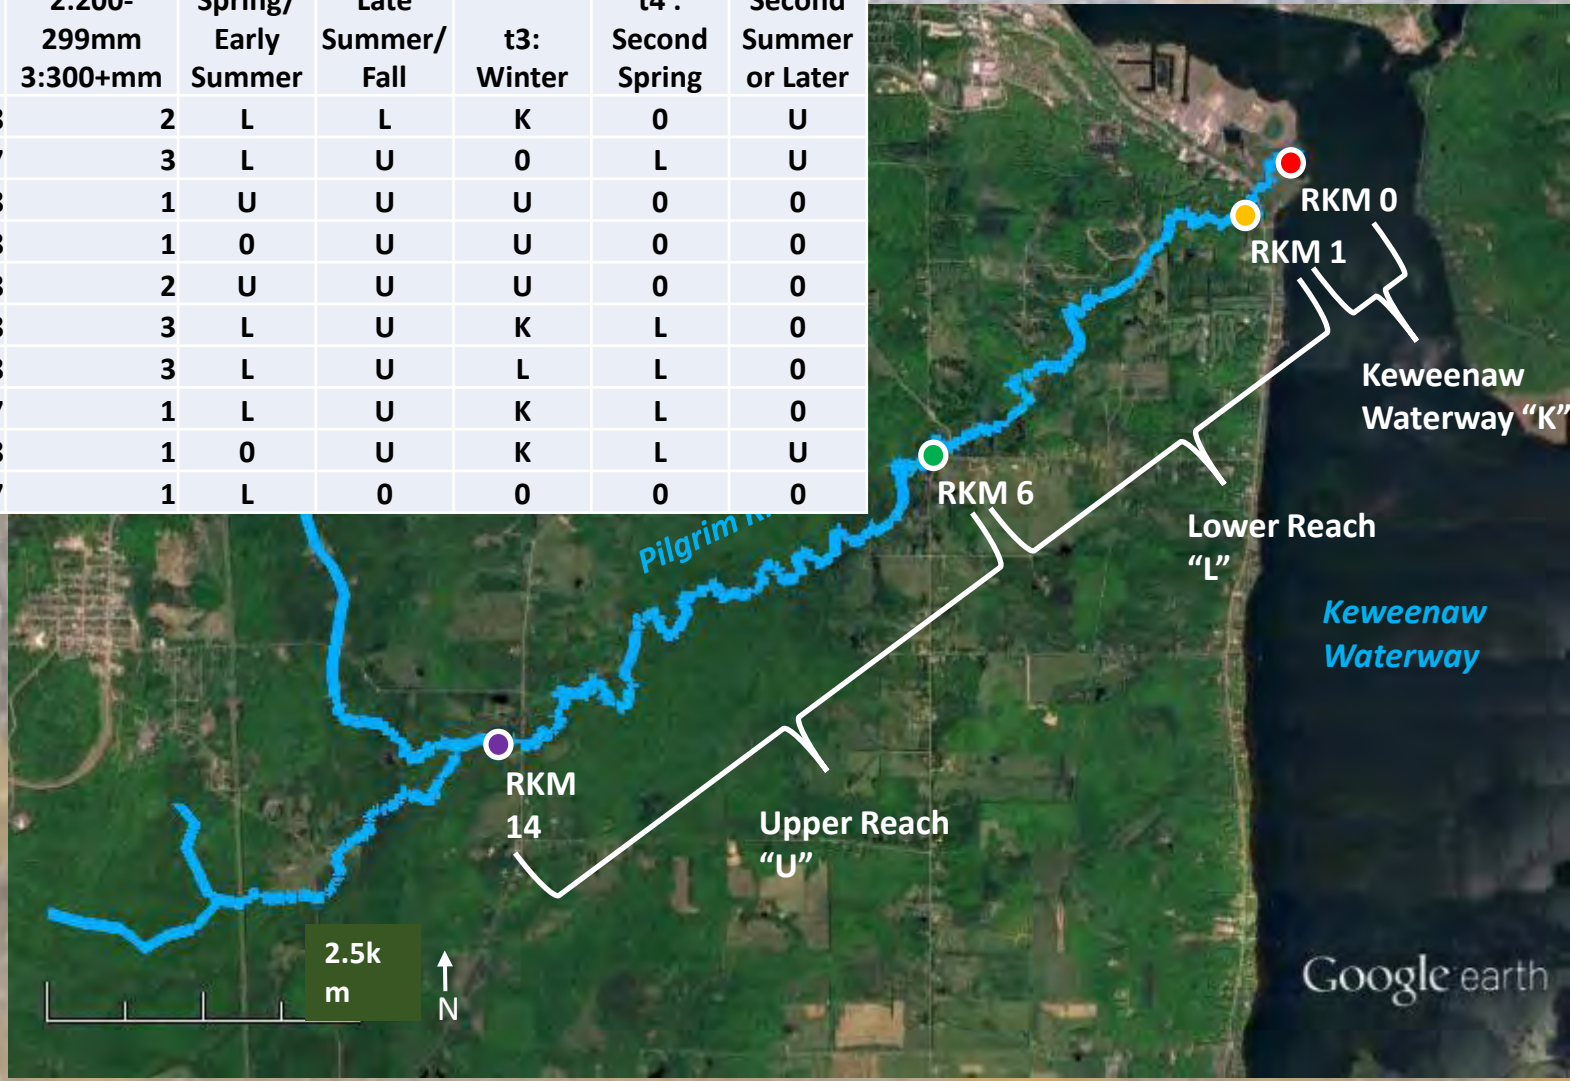 2:200-
299mm
3:300+mm
Spring/
Early
Summer
Late
Summer/
Fall
t3:
Winter
t4 :
Second
Spring
Second
Summer
or Later
2 L L K 0 U
3 L U 0 L U
1 U U U 0 0
1 0 U U 0 0
2 U U U 0 0
3 L U K L 0
3 L U L L 0
1 L U K L 0
1 0 U K L U
1 L 0 0 0 0
RKM 0
RKM 1
Keweenaw
Waterway “K”
RKM 6
Pilgrim
Lower Reach
“L”
Keweenaw
Waterway
RKM
14
Upper Reach
“U”
2.5k
m
N
Google earth